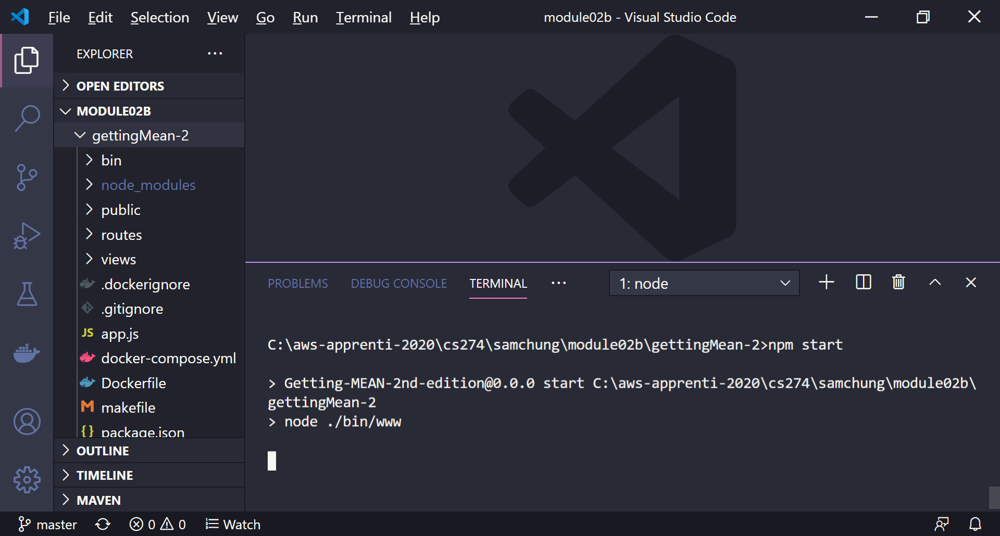 File Edit Selection View Go Run Terminal Help module02b - Visual Studio Code
EXPLORER
OPEN EDITORS
MODULE02B
gettingMean-2
bin
node_modules
public
routes
views
.dockerignore
.gitignore
JS app.js
docker-compose.yml
Dockerfile
M makefile
{} package.json
OUTLINE
TIMELINE
MAVEN
PROBLEMS DEBUG CONSOLE TERMINAL ··· 1: node
C:\aws-apprenti-2020\cs274\samchung\module02b\gettingMean-2>npm start
> Getting-MEAN-2nd-edition@0.0.0 start C:\aws-apprenti-2020\cs274\samchung\module02b\
gettingMean-2
> node ./bin/www
master 0 0 Watch